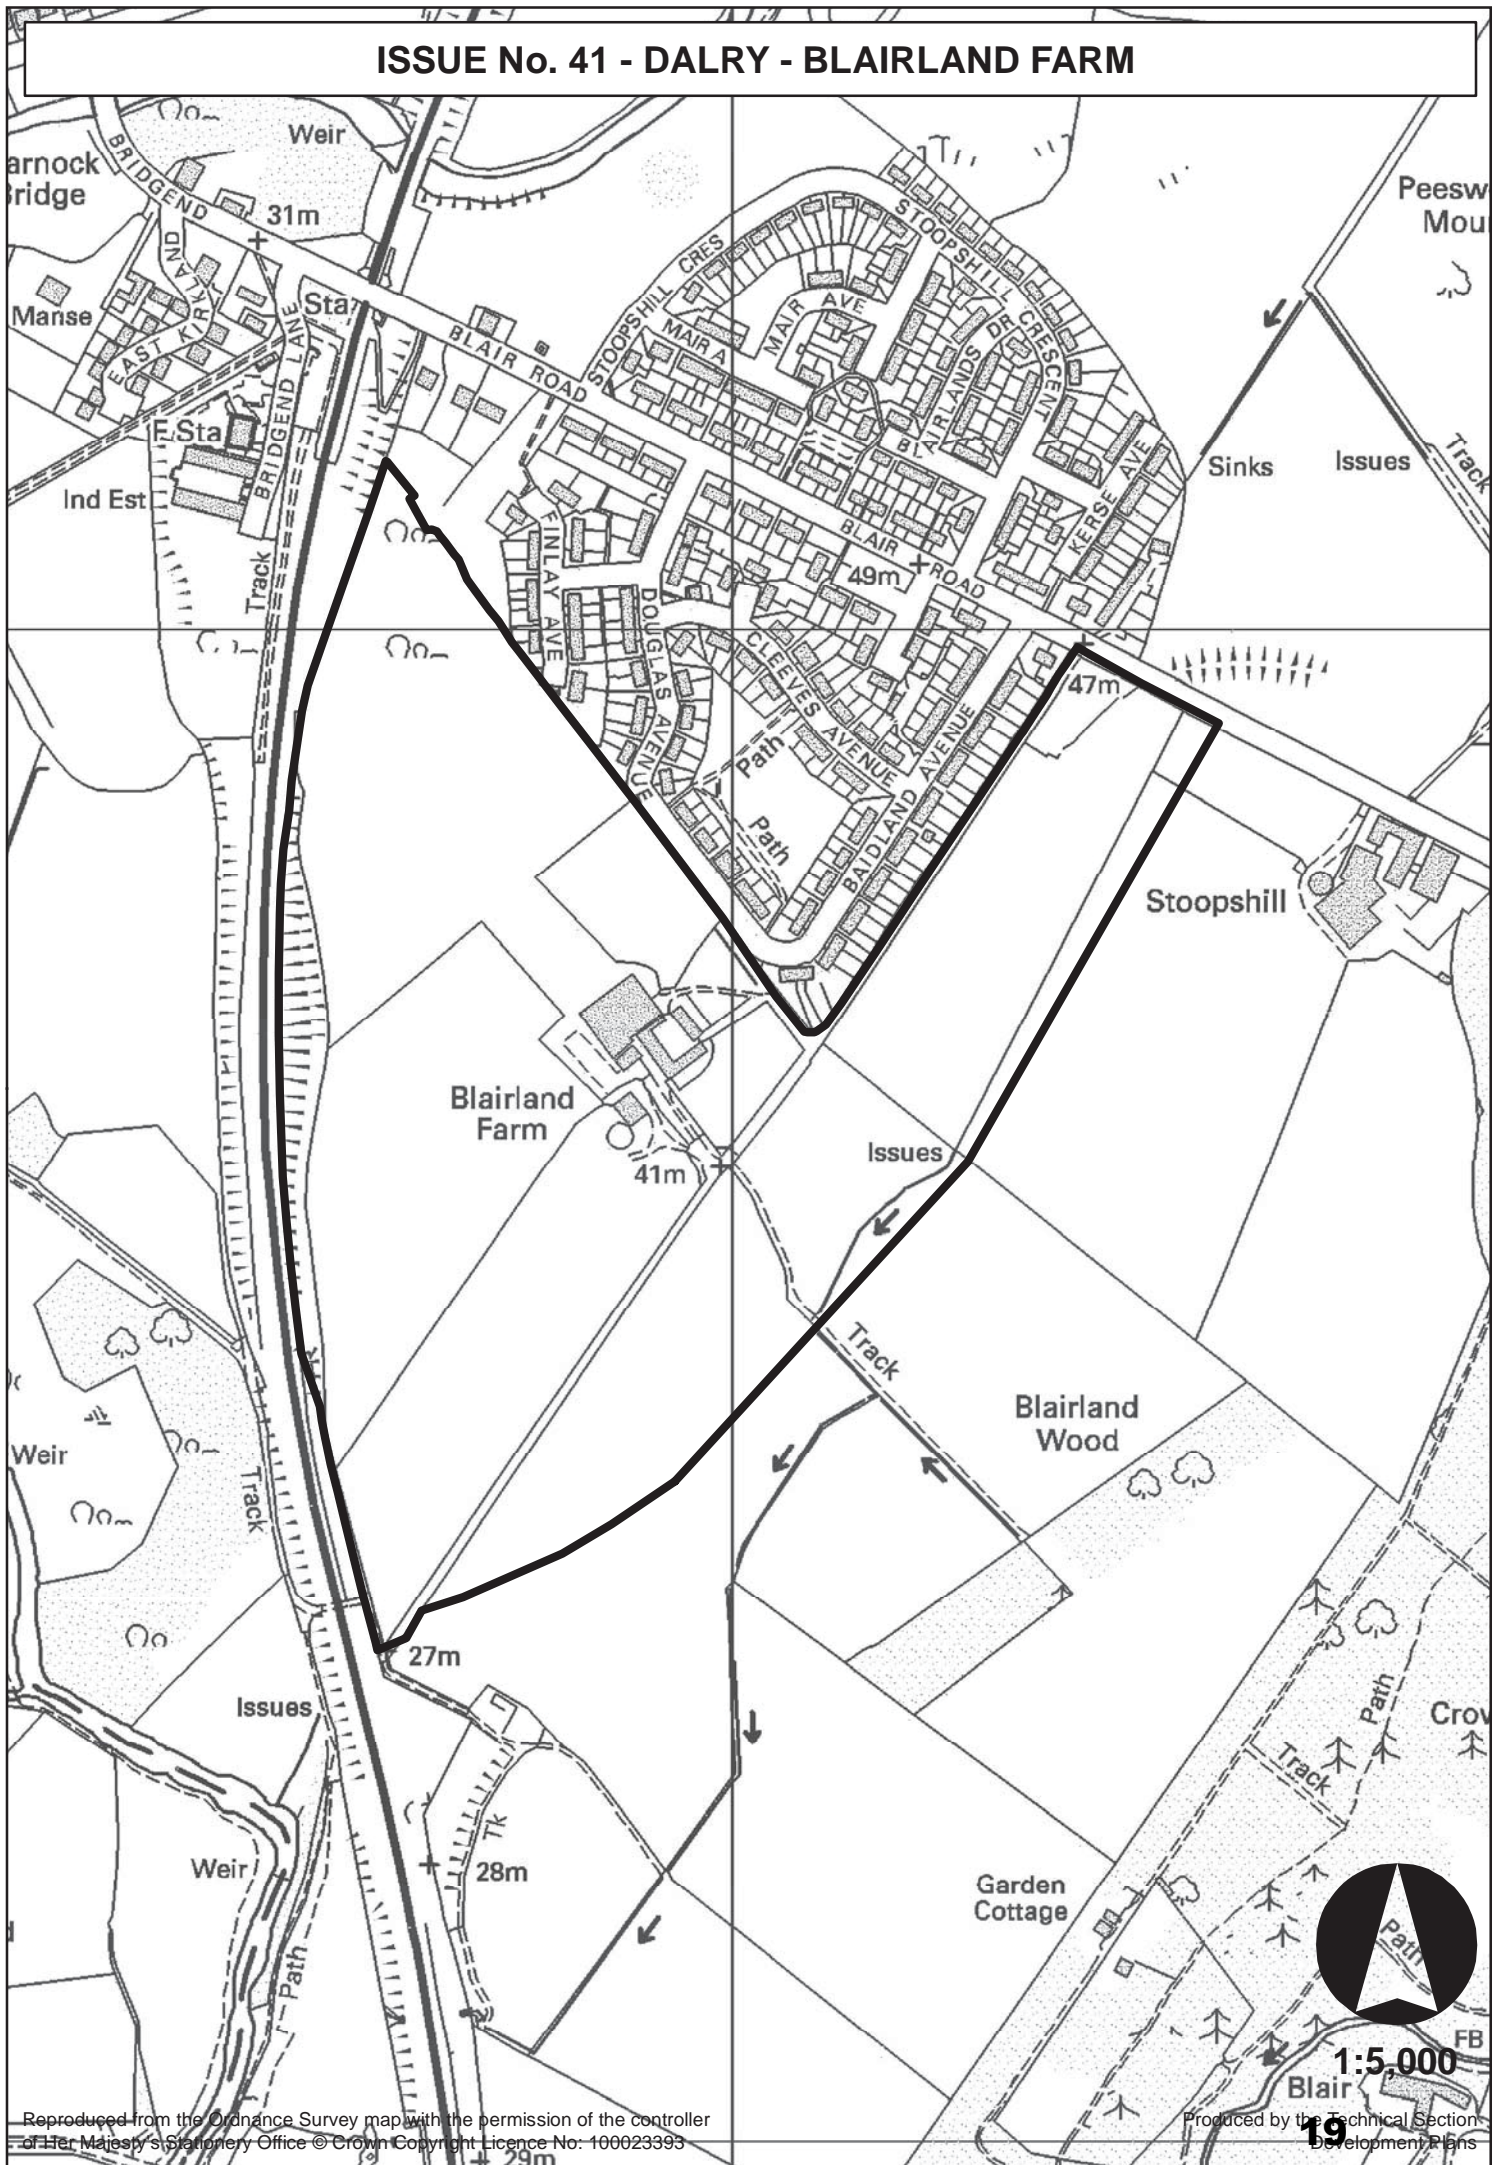 ISSUE No. 41 - DALRY - BLAIRLAND FARM
Weir
arnock
Bridge
BRIDGEND
31m
Peesw
Mou
STOOPSHILL CRES
STOOPSHILL CRESCENT
EAST KIRKLAND
Manse
Sta
BRIDGEND LANE
BLAIR ROAD
MAIR AVE
MAIR A
BLAIRLANDS DR
BLAIR
F Sta
BRIDGEND LANE
Ind Est
Sinks
Issues
Track
KERSE AVE
Track
FINLAY AVE
DOUGLAS AVENUE
BLAIR ROAD
49m
CLEEVES AVENUE
47m
Path
Path
BAIDLAND AVENUE
Stoopshill
Blairland
Farm
41m
Issues
Track
Blairland
Wood
Weir
Track
27m
Issues
Path
Crow
Track
Weir
Tk
28m
Garden
Cottage
Path
Path
FB
1:5,000
Blair
29m
Reproduced from the Ordnance Survey map with the permission of the controller
of Her Majesty's Stationery Office © Crown Copyright Licence No: 100023393
Produced by the Technical Section
Development Plans
19